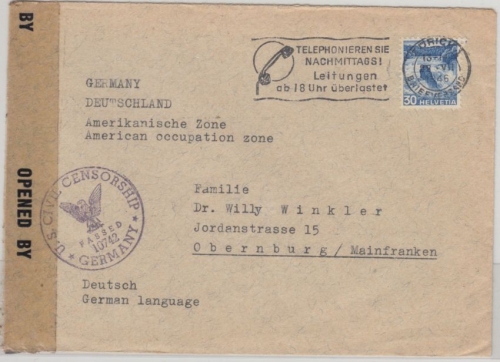 BY
OPENED BY
TELEPHONIEREN SIE
NACHMITTAGS!
Leitungen
ab 18 Uhr überlastet
30 HELVETIA
GERMANY
DEUTSCHLAND
Amerikanische Zone
American occupation zone
U.S. CIVIL CENSORSHIP
PASSED
10742
GERMANY
Familie
Dr. Willy Winkler
Jordanstrasse 15
Obernburg/Mainfranken
Deutsch
German language